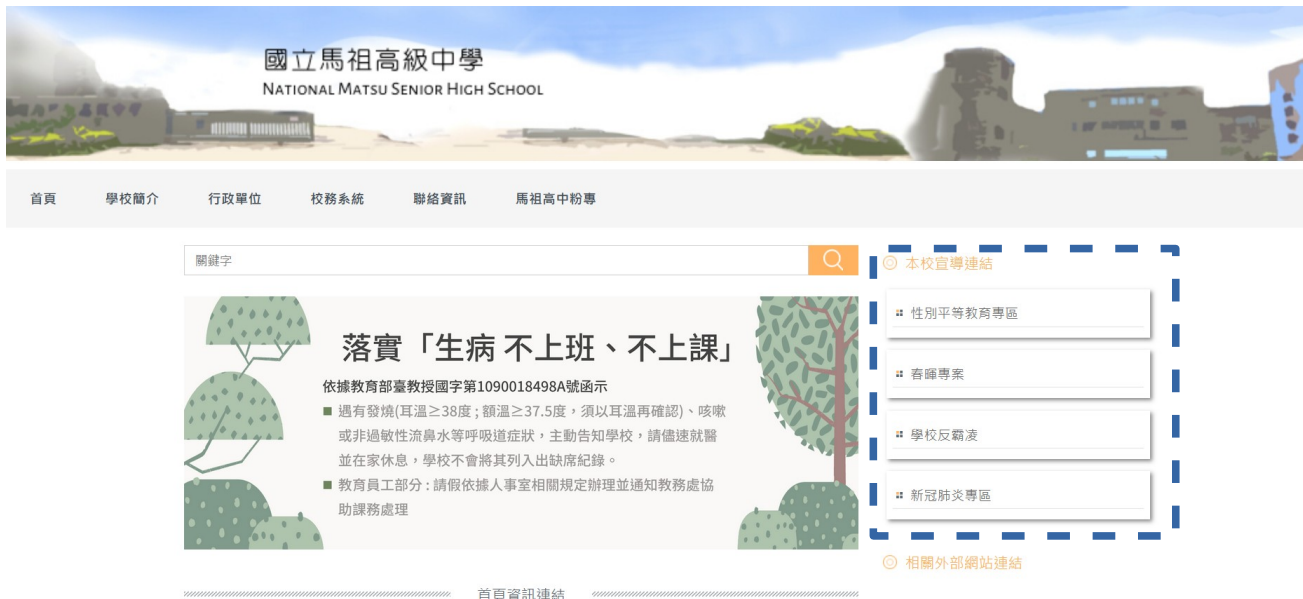 國立馬祖高級中學
NATIONAL MATSU SENIOR HIGH SCHOOL
首頁 學校簡介 行政單位 校務系統 聯絡資訊 馬祖高中粉專
關鍵字
落實「生病 不上班、不上課」
依據教育部臺教授國字第1090018498A號函示
遇有發燒(耳溫≥38度 ; 額溫≥37.5度，須以耳溫再確認)、咳嗽
或非過敏性流鼻水等呼吸道症狀，主動告知學校，請儘速就醫
並在家休息，學校不會將其列入出缺席紀錄。
教育員工部分 : 請假依據人事室相關規定辦理並通知教務處協
助課務處理
首頁資訊連結
本校宣導連結
性別平等教育專區
春暉專案
學校反霸凌
新冠肺炎專區
相關外部網站連結